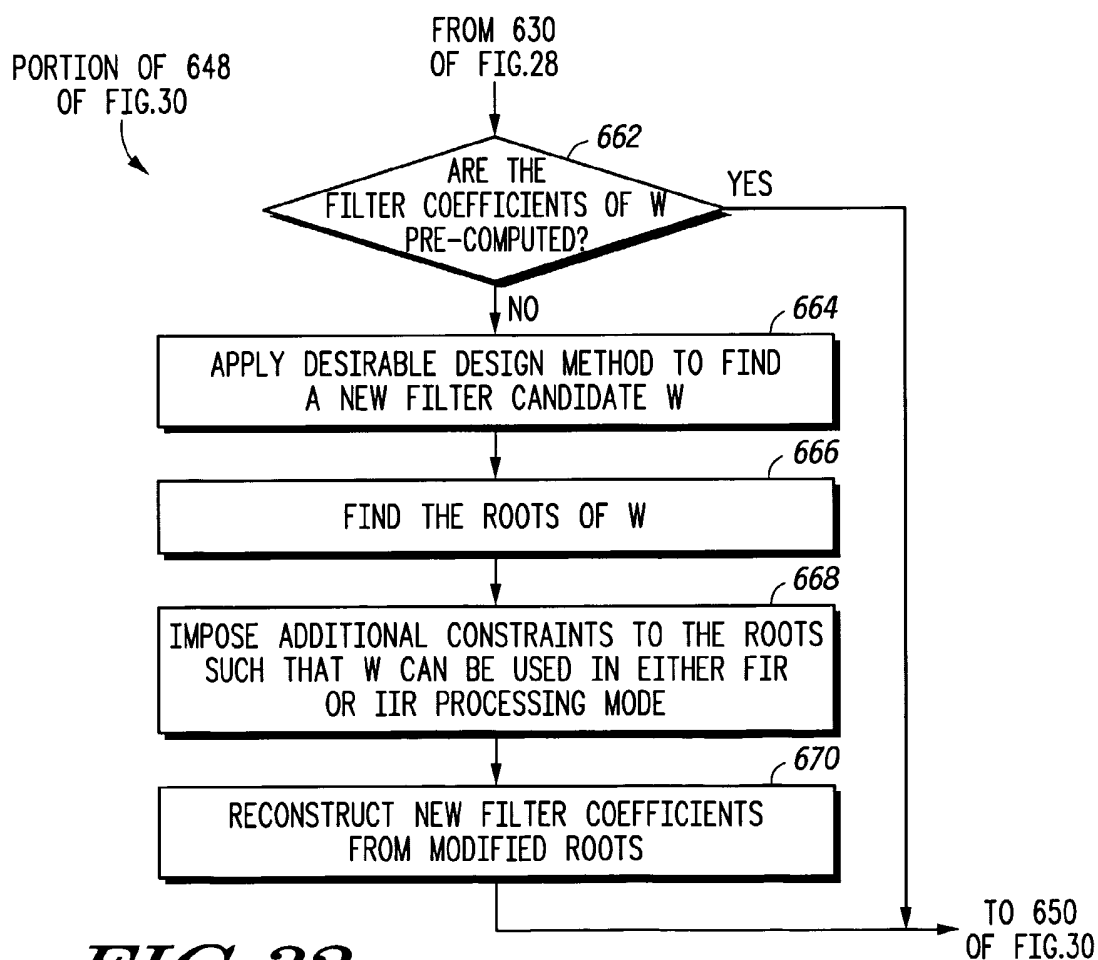 FROM 630
OF FIG.28
PORTION OF 648
OF FIG.30
662
ARE THE
FILTER COEFFICIENTS OF W
PRE-COMPUTED?
YES
NO
664
APPLY DESIRABLE DESIGN METHOD TO FIND
A NEW FILTER CANDIDATE W
666
FIND THE ROOTS OF W
668
IMPOSE ADDITIONAL CONSTRAINTS TO THE ROOTS
SUCH THAT W CAN BE USED IN EITHER FIR
OR IIR PROCESSING MODE
670
RECONSTRUCT NEW FILTER COEFFICIENTS
FROM MODIFIED ROOTS
TO 650
OF FIG.30